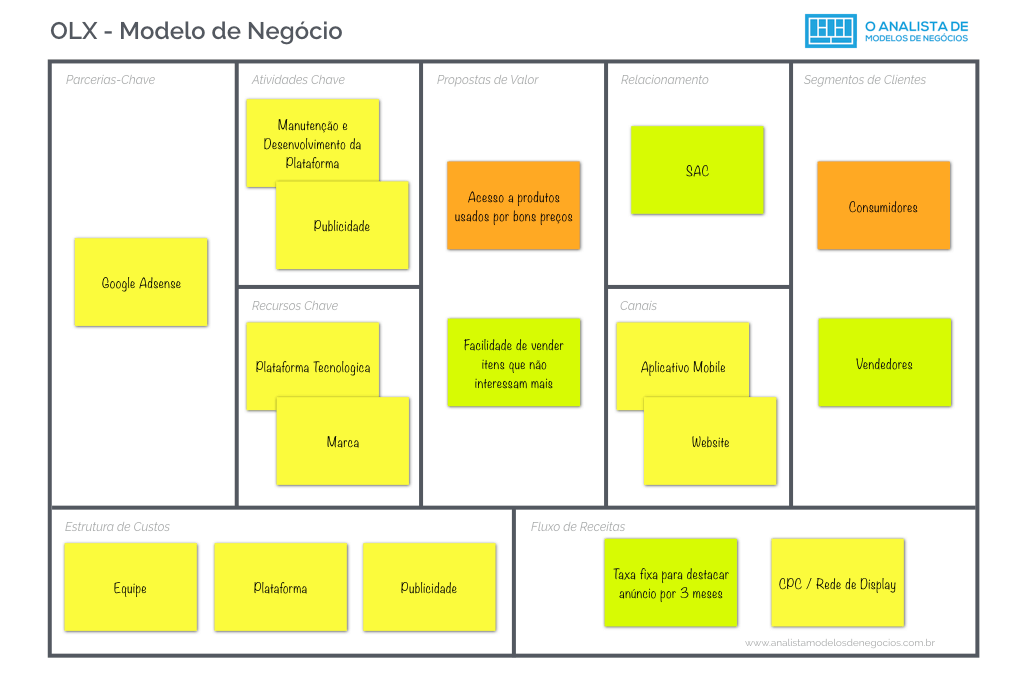 OLX - Modelo de Negócio
O ANALISTA DE
MODELOS DE NEGÓCIOS
Parcerias-Chave
Google Adsense
Atividades Chave
Manutenção e
Desenvolvimento da
Plataforma
Publicidade
Recursos Chave
Plataforma Tecnologica
Marca
Propostas de Valor
Acesso a produtos
usados por bons preços
Facilidade de vender
itens que não
interessam mais
Relacionamento
SAC
Canais
Aplicativo Mobile
Website
Segmentos de Clientes
Consumidores
Vendedores
Estrutura de Custos
Equipe
Plataforma
Publicidade
Fluxo de Receitas
Taxa fixa para destacar
anúncio por 3 meses
CPC / Rede de Display
www.analistamodelosdenegocios.com.br